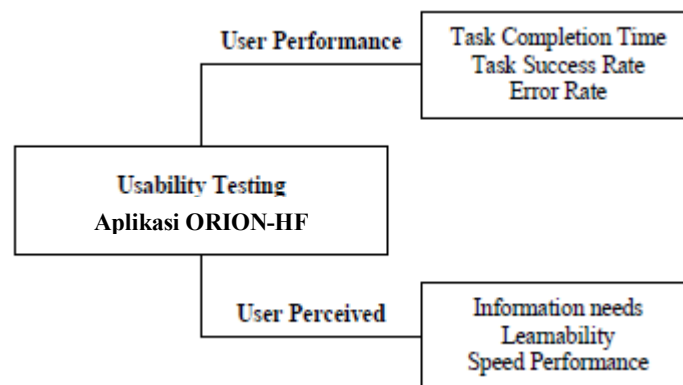 User Performance
Task Completion Time
Task Success Rate
Error Rate
Usability Testing
Aplikasi ORION-HF
User Perceived
Information needs
Learnability
Speed Performance